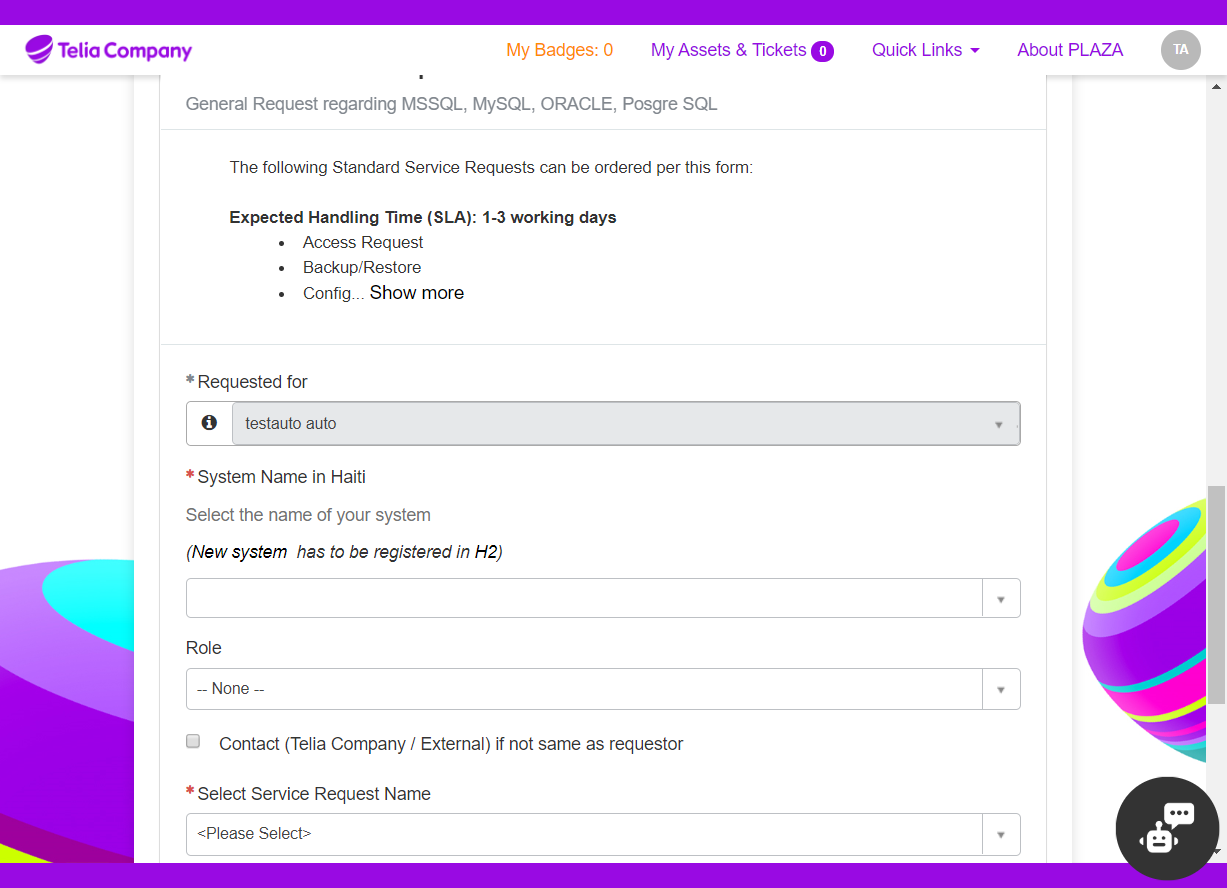 Telia Company
My Badges: 0
My Assets & Tickets 0
Quick Links
About PLAZA
TA
General Request regarding MSSQL, MySQL, ORACLE, Posgre SQL
The following Standard Service Requests can be ordered per this form:
Expected Handling Time (SLA): 1-3 working days
• Access Request
• Backup/Restore
• Config... Show more
* Requested for
testauto auto
* System Name in Haiti
Select the name of your system
(New system has to be registered in H2)
Role
-- None --
Contact (Telia Company / External) if not same as requestor
* Select Service Request Name
<Please Select>